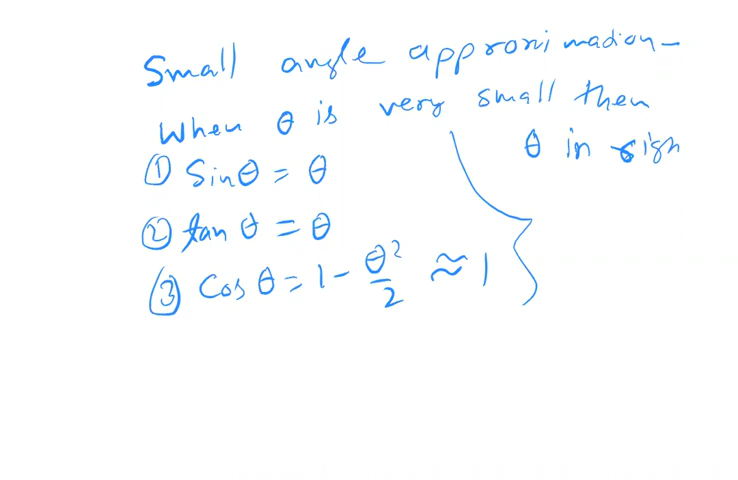 Small angle approximation -
When θ is very small then
θ in
① Sinθ = θ
② tan θ = θ
③ Cos θ = 1 - θ²/2 ≈ 1